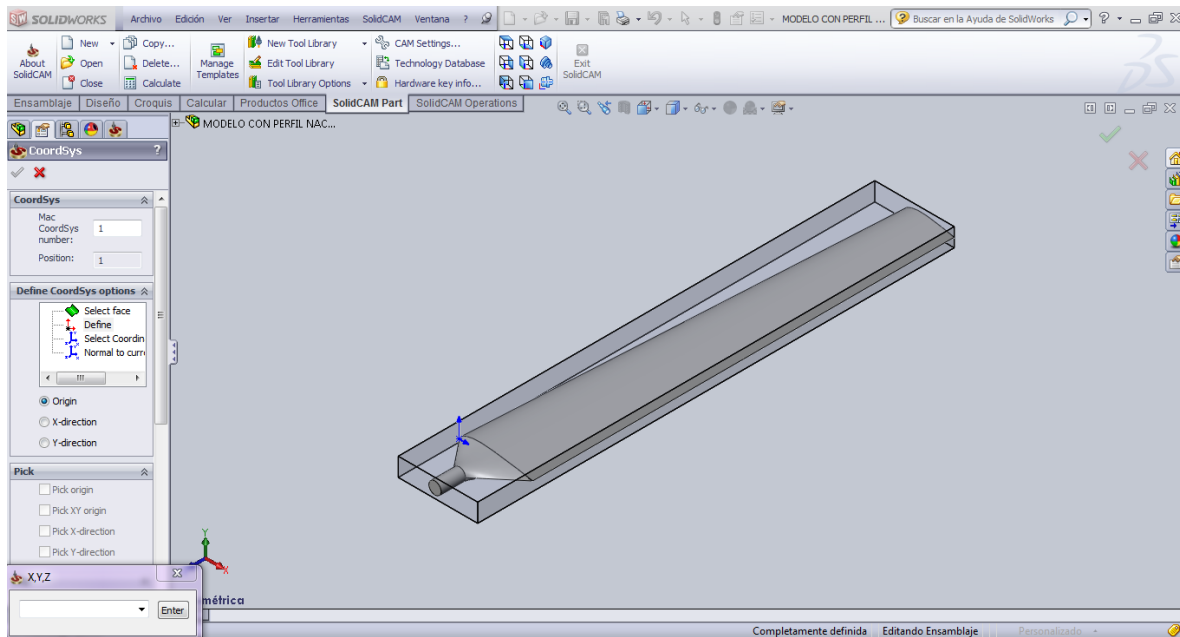 SOLIDWORKS Archivo Edición Ver Insertar Herramientas SolidCAM Ventana ? MODELO CON PERFIL ... Buscar en la Ayuda de SolidWorks
New Copy... New Tool Library CAM Settings...
About SolidCAM Open Delete... Manage Templates Edit Tool Library Technology Database Exit SolidCAM
Close Calculate Tool Library Options Hardware key info...
Ensamblaje Diseño Croquis Calcular Productos Office SolidCAM Part SolidCAM Operations
MODELO CON PERFIL NAC...
CoordSys ?
CoordSys
Mac
CoordSys 1
number:
Position: 1
Define CoordSys options
Select face
Define
Select Coordin
Normal to curr
Origin
X-direction
Y-direction
Pick
Pick origin
Pick XY origin
Pick X-direction
Pick Y-direction
Y
X
X,Y,Z
Enter
métrica
Completamente definida Editando Ensamblaje Personalizado